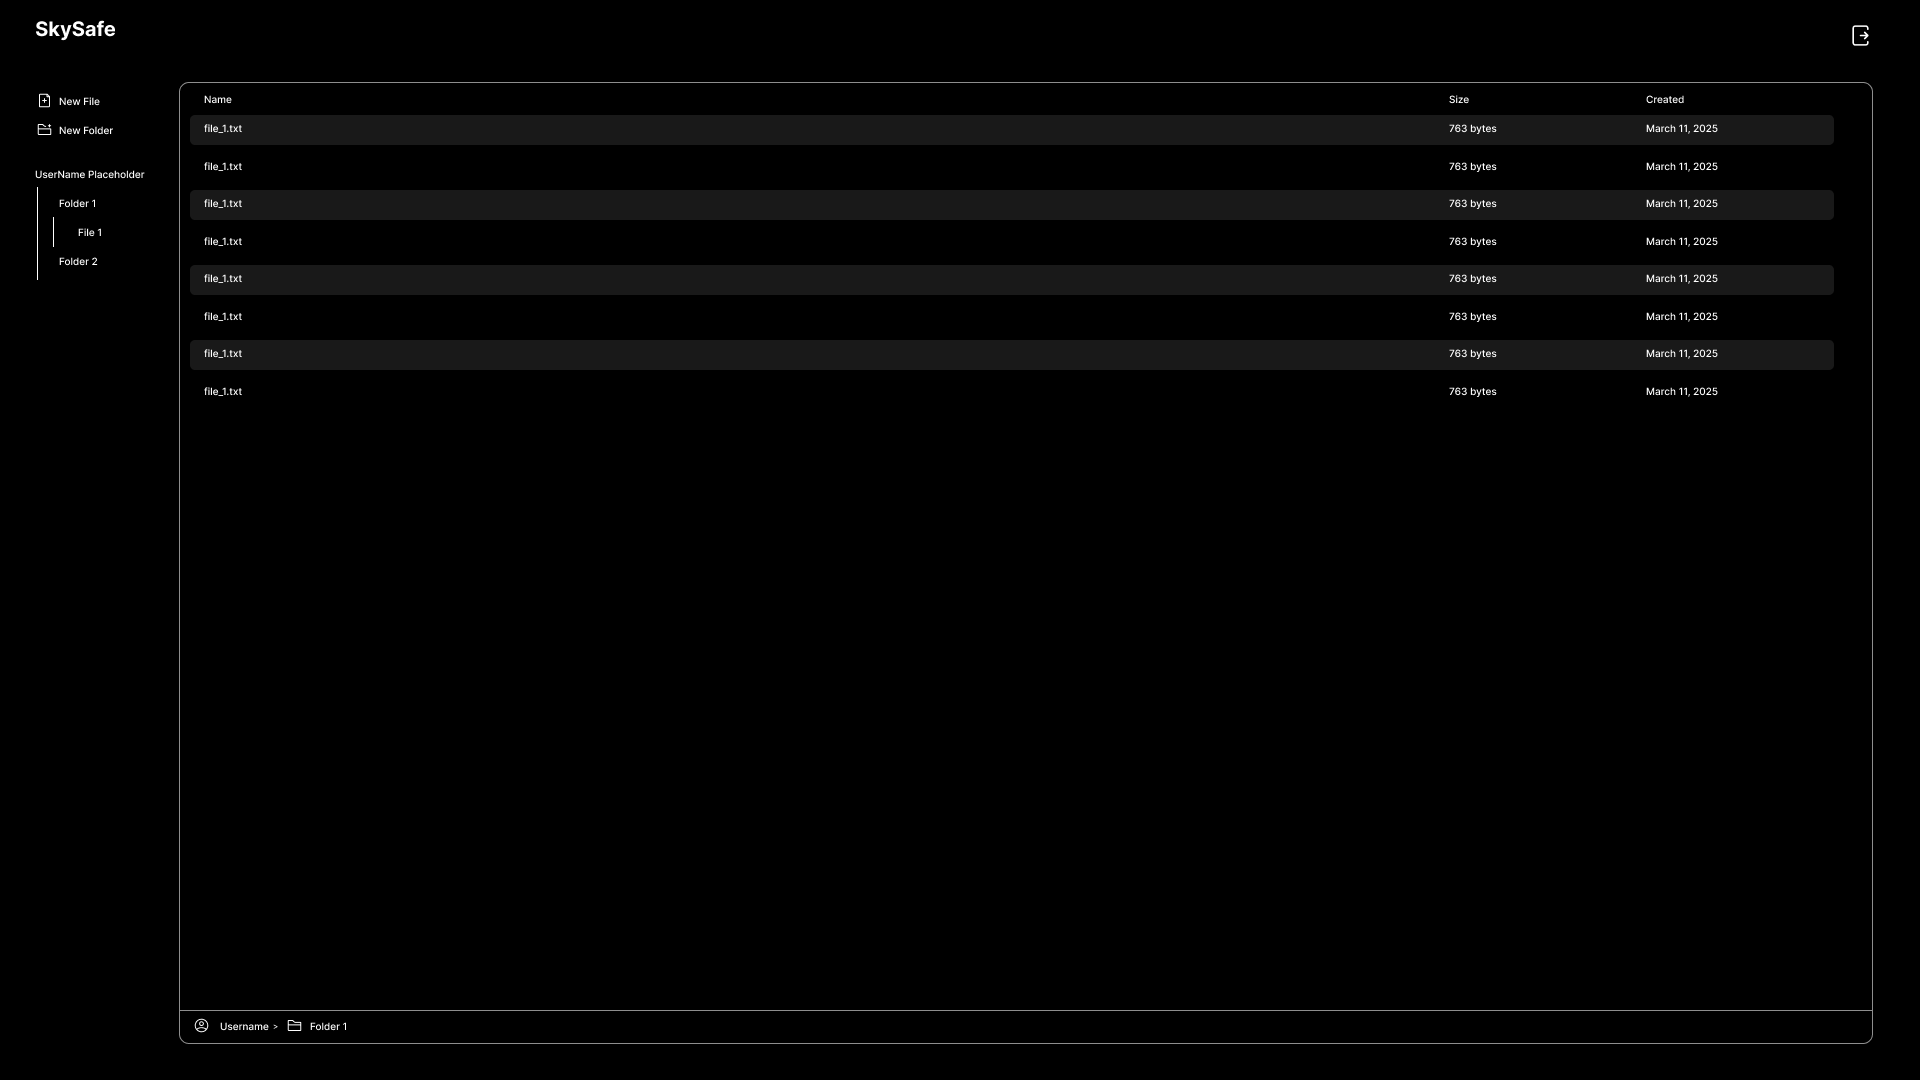 SkySafe
New File
New Folder
UserName Placeholder
Folder 1
File 1
Folder 2
Name Size Created
file_1.txt 763 bytes March 11, 2025
file_1.txt 763 bytes March 11, 2025
file_1.txt 763 bytes March 11, 2025
file_1.txt 763 bytes March 11, 2025
file_1.txt 763 bytes March 11, 2025
file_1.txt 763 bytes March 11, 2025
file_1.txt 763 bytes March 11, 2025
file_1.txt 763 bytes March 11, 2025
Username > Folder 1